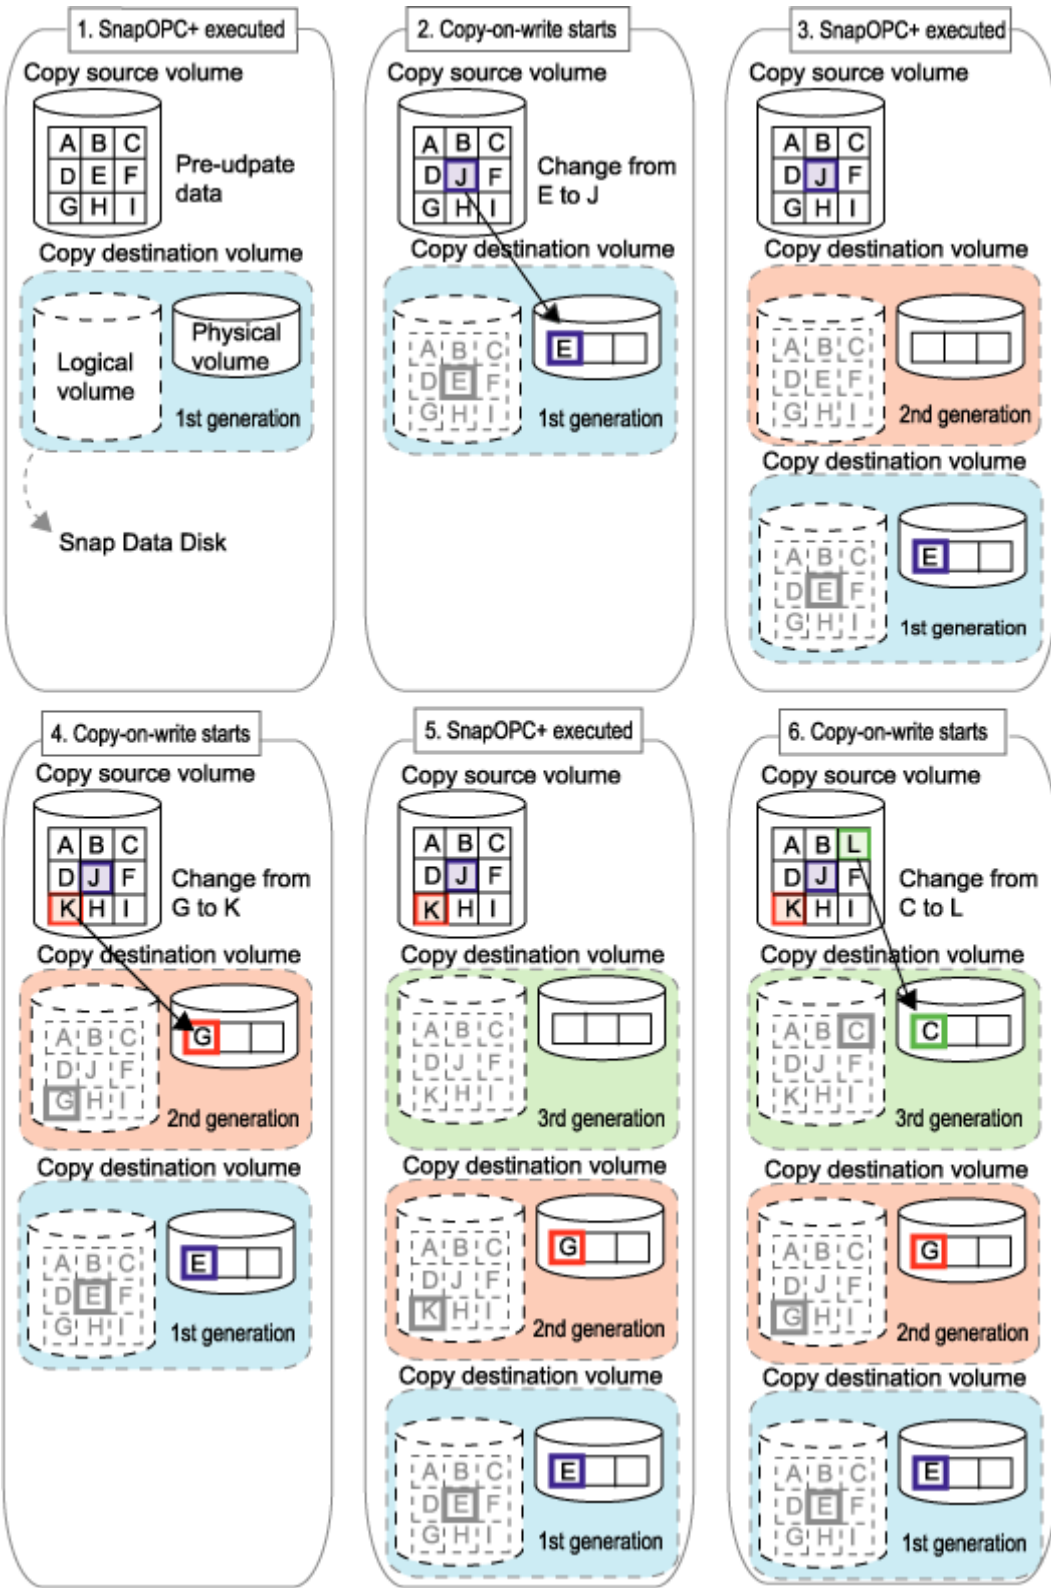 1. SnapOPC+ executed
Copy source volume
A B C
D E F
G H I
Pre-udpate
data
Copy destination volume
Logical
volume
Physical
volume
1st generation
Snap Data Disk
2. Copy-on-write starts
Copy source volume
A B C
D J F
G H I
Change from
E to J
Copy destination volume
A B C
D E F
G H I
E
1st generation
3. SnapOPC+ executed
Copy source volume
A B C
D J F
G H I
Copy destination volume
A B C
D E F
G H I
2nd generation
Copy destination volume
A B C
D E F
G H I
E
1st generation
4. Copy-on-write starts
Copy source volume
A B C
D J F
K H I
Change from
G to K
Copy destination volume
A B C
D J F
G H I
G
2nd generation
Copy destination volume
A B C
D E F
G H I
E
1st generation
5. SnapOPC+ executed
Copy source volume
A B C
D J F
K H I
Copy destination volume
A B C
D J F
K H I
3rd generation
Copy destination volume
A B C
D J F
K H I
G
2nd generation
Copy destination volume
A B C
D E F
G H I
E
1st generation
6. Copy-on-write starts
Copy source volume
A B L
D J F
K H I
Change from
C to L
Copy destination volume
A B C
D J F
K H I
C
3rd generation
Copy destination volume
A B C
D J F
G H I
G
2nd generation
Copy destination volume
A B C
D E F
G H I
E
1st generation